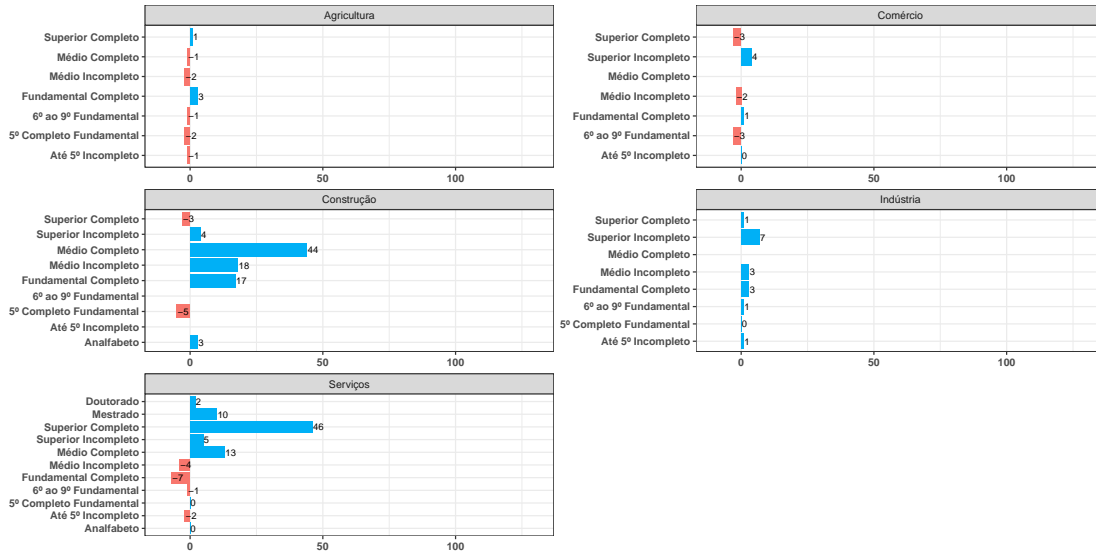 Agricultura
Superior Completo 1
Médio Completo −1
Médio Incompleto −2
Fundamental Completo 3
6º ao 9º Fundamental −1
5º Completo Fundamental −2
Até 5º Incompleto −1
0 50 100
Comércio
Superior Completo −3
Superior Incompleto 4
Médio Completo
Médio Incompleto −2
Fundamental Completo 1
6º ao 9º Fundamental −3
Até 5º Incompleto 0
0 50 100
Construção
Superior Completo −3
Superior Incompleto 4
Médio Completo 44
Médio Incompleto 18
Fundamental Completo 17
6º ao 9º Fundamental
5º Completo Fundamental −5
Até 5º Incompleto
Analfabeto 3
0 50 100
Indústria
Superior Completo 1
Superior Incompleto 7
Médio Completo
Médio Incompleto 3
Fundamental Completo 3
6º ao 9º Fundamental 1
5º Completo Fundamental 0
Até 5º Incompleto 1
0 50 100
Serviços
Doutorado 2
Mestrado 10
Superior Completo 46
Superior Incompleto 5
Médio Completo 13
Médio Incompleto −4
Fundamental Completo −7
6º ao 9º Fundamental −1
5º Completo Fundamental 0
Até 5º Incompleto −2
Analfabeto 0
0 50 100